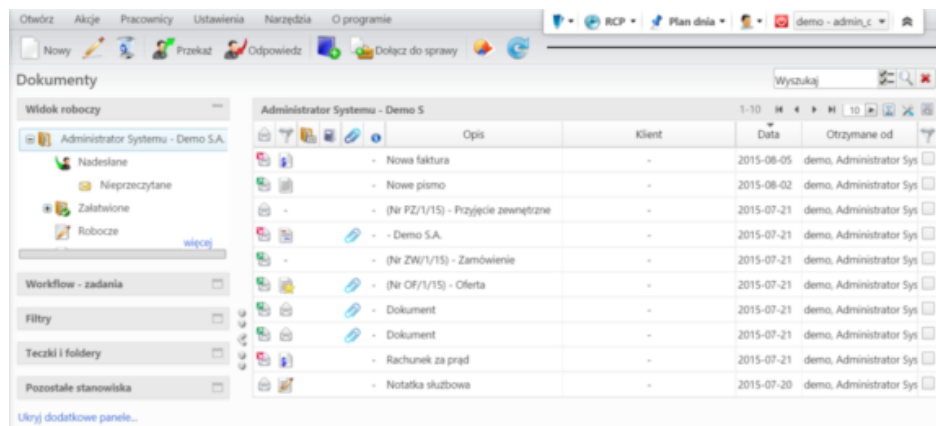 Otwórz Akcje Pracownicy Ustawienia Narzędzia O programie RCP Plan dnia demo - admin_c
Nowy Przekaż Odpowiedz Dołącz do sprawy
Dokumenty Wyszukaj
Widok roboczy
Administrator Systemu - Demo S.A.
Nadesłane
Nieprzeczytane
Załatwione
Robocze
więcej
Workflow - zadania
Filtry
Teczki i foldery
Pozostałe stanowiska
Ukryj dodatkowe panele...
Administrator Systemu - Demo S 1-10 10
Opis Klient Data Otrzymane od
- Nowa faktura - 2015-08-05 demo, Administrator Sys
- Nowe pismo - 2015-08-02 demo, Administrator Sys
- - (Nr PZ/1/15) - Przyjęcie zewnętrzne - 2015-07-21 demo, Administrator Sys
- - Demo S.A. - 2015-07-21 demo, Administrator Sys
- - (Nr ZW/1/15) - Zamówienie - 2015-07-21 demo, Administrator Sys
- (Nr OF/1/15) - Oferta - 2015-07-21 demo, Administrator Sys
- Dokument - 2015-07-21 demo, Administrator Sys
- Dokument - 2015-07-21 demo, Administrator Sys
- Rachunek za prąd - 2015-07-21 demo, Administrator Sys
- Notatka służbowa - 2015-07-20 demo, Administrator Sys